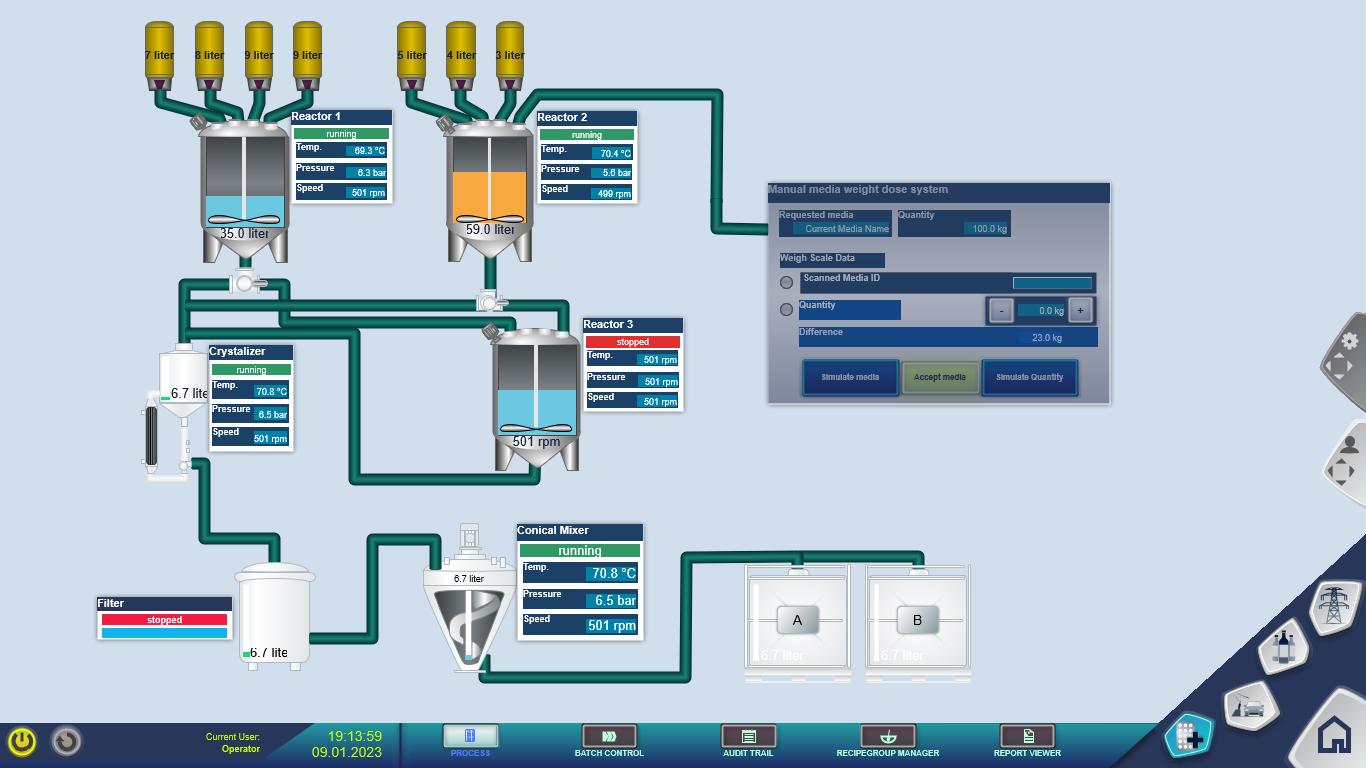 7 liter
8 liter
9 liter
9 liter
5 liter
4 liter
3 liter
Reactor 1
running
Temp.
69.3 °C
Pressure
6.3 bar
Speed
501 rpm
35.0 liter
Reactor 2
running
Temp.
70.4 °C
Pressure
5.6 bar
Speed
499 rpm
59.0 liter
Manual media weight dose system
Requested media
Current Media Name
Quantity
100.0 kg
Weigh Scale Data
Scanned Media ID
Quantity
-
0.0 kg
+
Difference
23.0 kg
Simulate media
Accept media
Simulate Quantity
Reactor 3
stopped
Temp.
501 rpm
Pressure
501 rpm
Speed
501 rpm
501 rpm
Crystalizer
running
Temp.
70.8 °C
Pressure
6.5 bar
Speed
501 rpm
6.7 lite
Conical Mixer
running
Temp.
70.8 °C
Pressure
6.5 bar
Speed
501 rpm
6.7 liter
Filter
stopped
6.7 lite
A
6.7 liter
B
6.7 liter
Current User:
Operator
19:13:59
09.01.2023
PROCESS
BATCH CONTROL
AUDIT TRAIL
RECIPEGROUP MANAGER
REPORT VIEWER